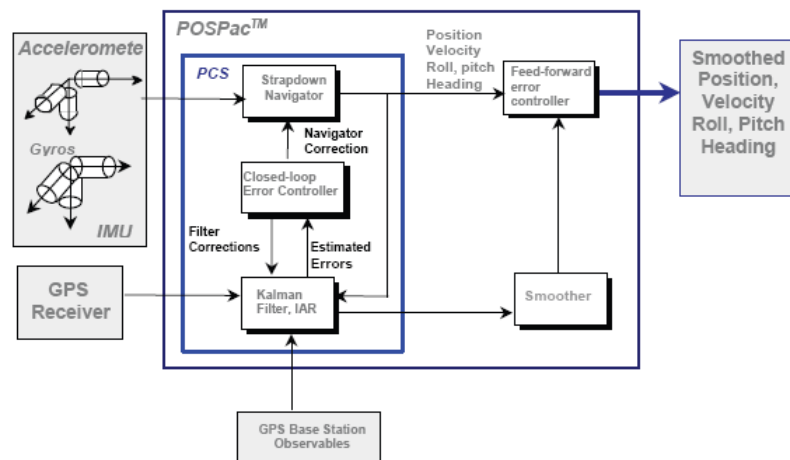 POSPac™
Acceleromete
Gyros
IMU
PCS
Strapdown
Navigator
Position
Velocity
Roll, pitch
Heading
Feed-forward
error
controller
Smoothed
Position,
Velocity
Roll, Pitch
Heading
Navigator
Correction
Closed-loop
Error Controller
Filter
Corrections
Estimated
Errors
GPS
Receiver
Kalman
Filter, IAR
Smoother
GPS Base Station
Observables